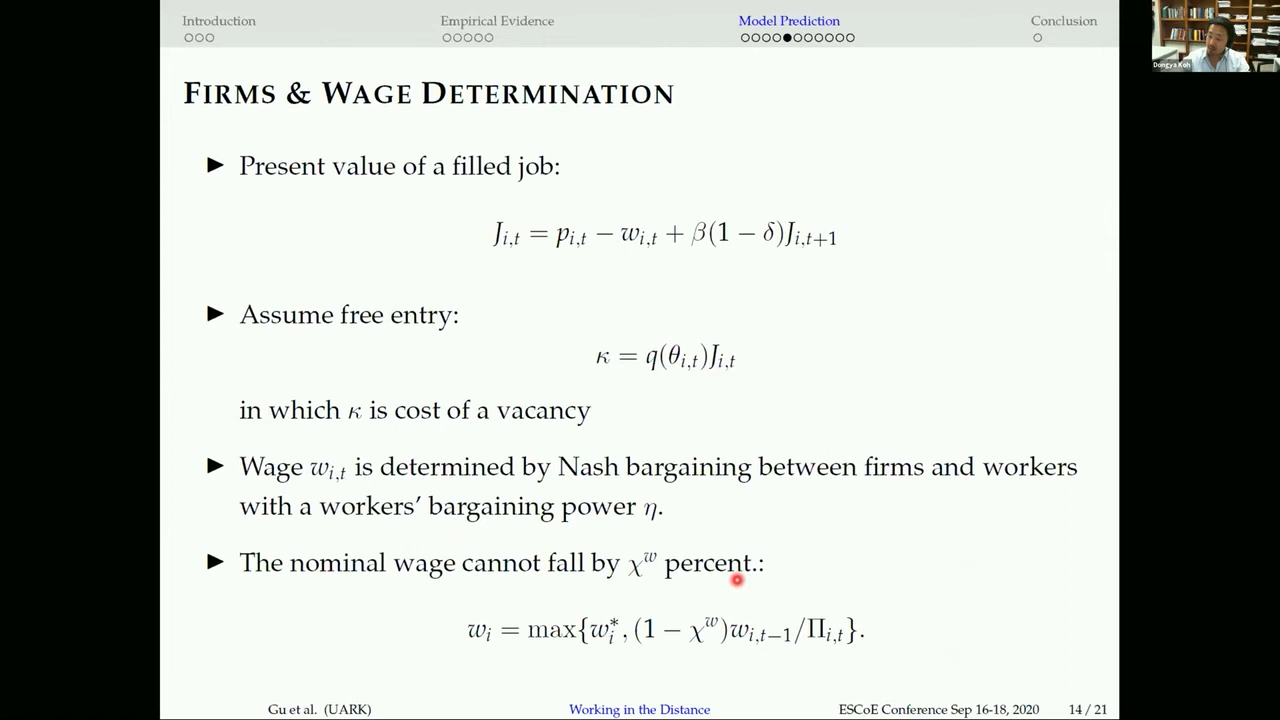 Introduction Empirical Evidence Model Prediction Conclusion
FIRMS & WAGE DETERMINATION
▶ Present value of a filled job:
J_{i,t} = p_{i,t} − w_{i,t} + β(1 − δ)J_{i,t+1}
▶ Assume free entry:
κ = q(θ_{i,t})J_{i,t}
in which κ is cost of a vacancy
▶ Wage w_{i,t} is determined by Nash bargaining between firms and workers
with a workers' bargaining power η.
▶ The nominal wage cannot fall by χ^w percent.:
w_i = max{w_i^*, (1 − χ^w)w_{i,t−1}/Π_{i,t}}.
Gu et al. (UARK) Working in the Distance ESCoE Conference Sep 16-18, 2020 14 / 21
Dongya Koh